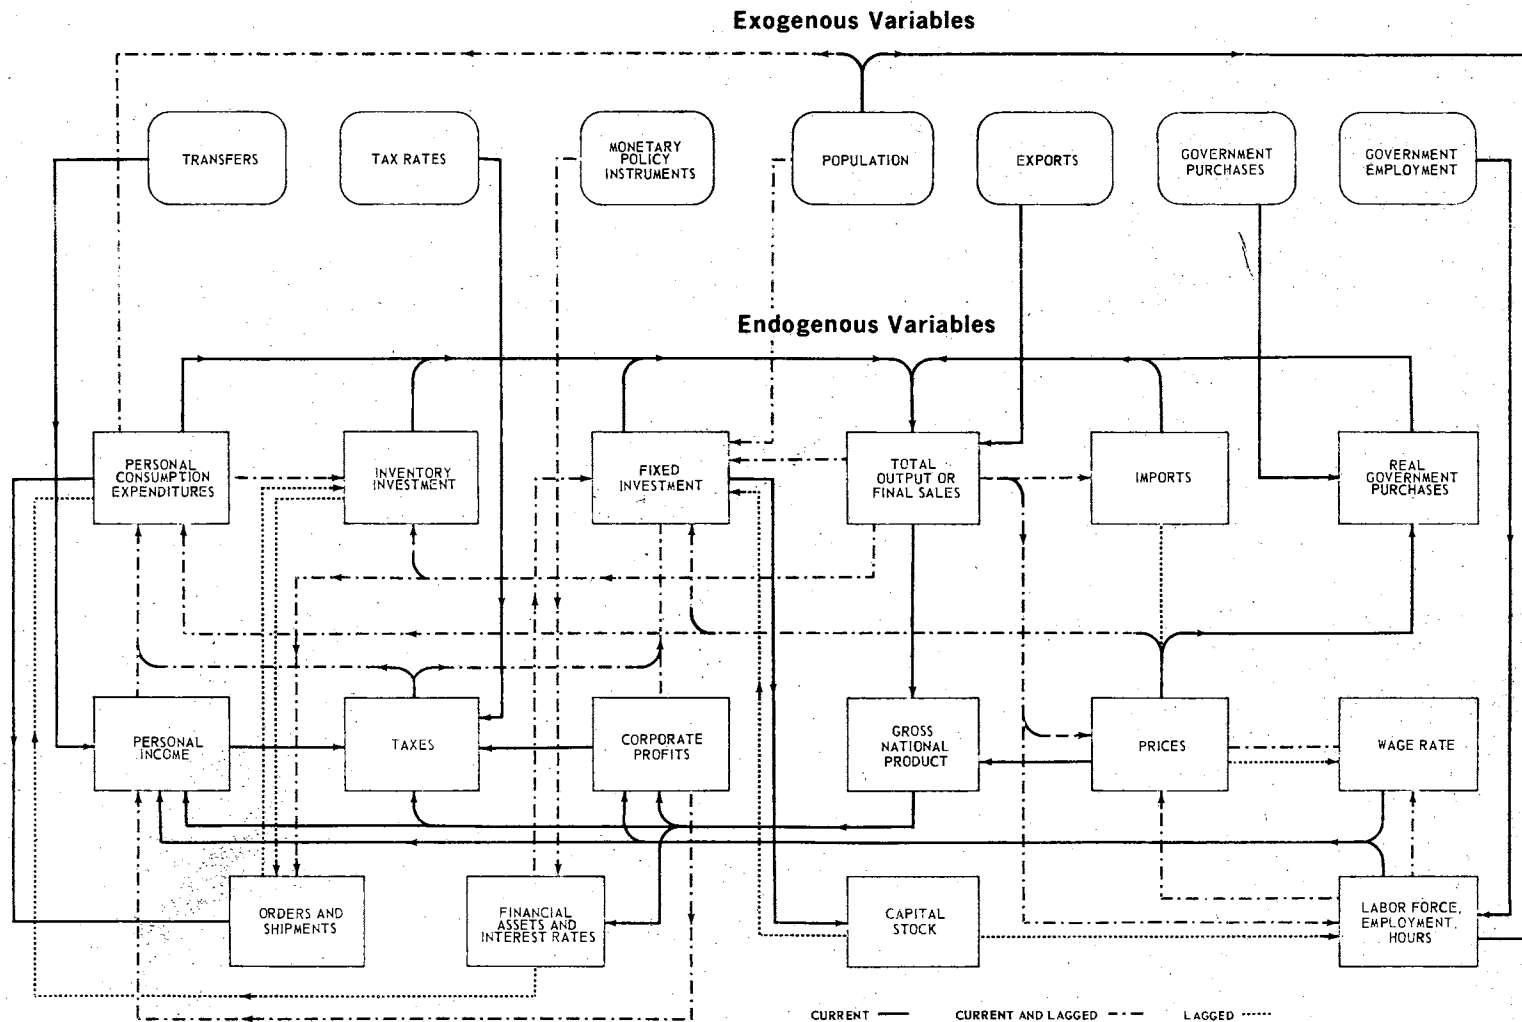 Exogenous Variables
TRANSFERS
TAX RATES
MONETARY
POLICY
INSTRUMENTS
POPULATION
EXPORTS
GOVERNMENT
PURCHASES
GOVERNMENT
EMPLOYMENT
Endogenous Variables
PERSONAL
CONSUMPTION
EXPENDITURES
INVENTORY
INVESTMENT
FIXED
INVESTMENT
TOTAL
OUTPUT OR
FINAL SALES
IMPORTS
REAL
GOVERNMENT
PURCHASES
PERSONAL
INCOME
TAXES
CORPORATE
PROFITS
GROSS
NATIONAL
PRODUCT
PRICES
WAGE RATE
ORDERS AND
SHIPMENTS
FINANCIAL
ASSETS AND
INTEREST RATES
CAPITAL
STOCK
LABOR FORCE,
EMPLOYMENT,
HOURS
CURRENT CURRENT AND LAGGED LAGGED